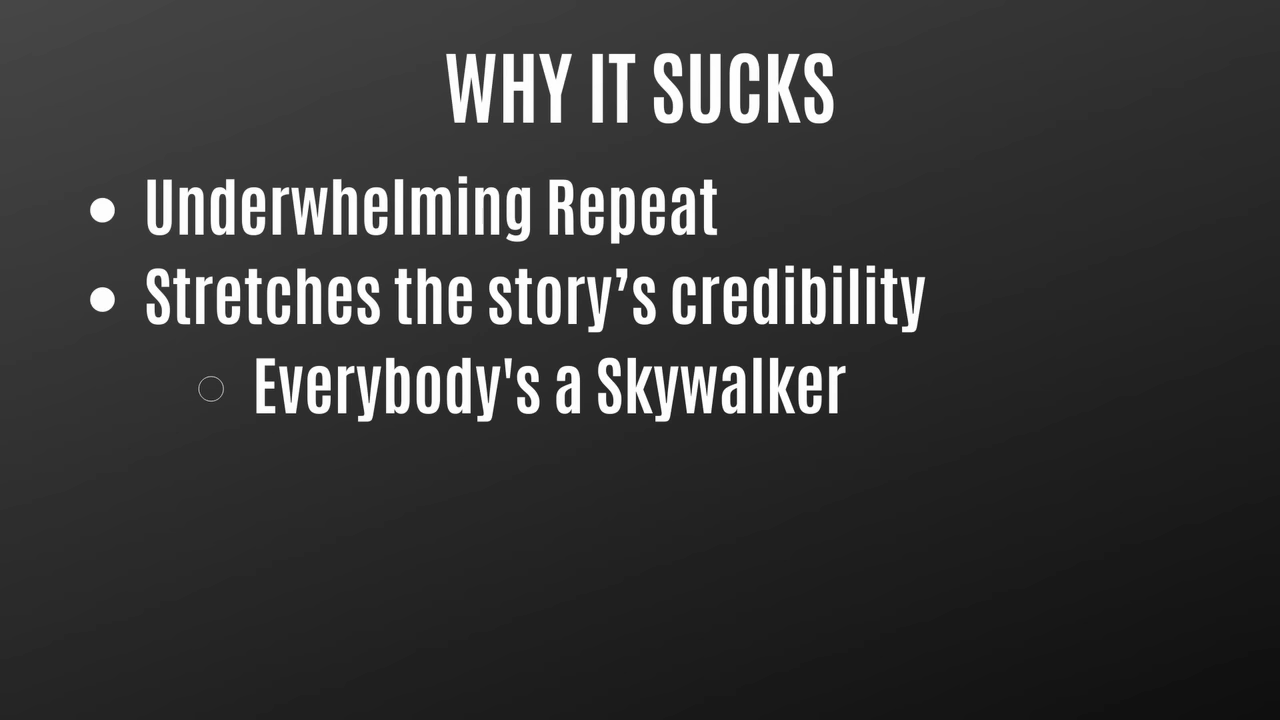 WHY IT SUCKS
● Underwhelming Repeat
● Stretches the story’s credibility
○ Everybody's a Skywalker